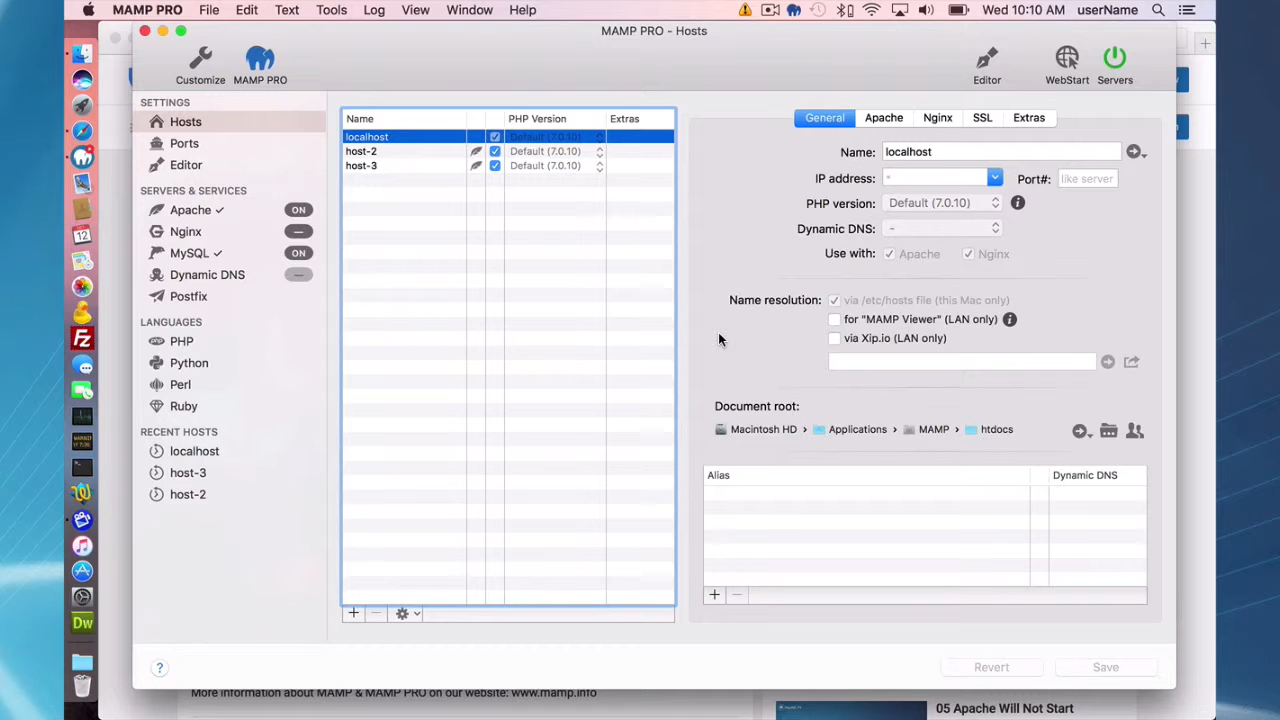 MAMP PRO File Edit Text Tools Log View Window Help Wed 10:10 AM userName
MAMP PRO - Hosts
Customize MAMP PRO Editor WebStart Servers
SETTINGS
Hosts
Ports
Editor
SERVERS & SERVICES
Apache ✓ ON
Nginx —
MySQL ✓ ON
Dynamic DNS —
Postfix
LANGUAGES
PHP
Python
Perl
Ruby
RECENT HOSTS
localhost
host-3
host-2
Name PHP Version Extras
localhost Default (7.0.10)
host-2 Default (7.0.10)
host-3 Default (7.0.10)
General Apache Nginx SSL Extras
Name: localhost
IP address: * Port#: like server
PHP version: Default (7.0.10)
Dynamic DNS: -
Use with: Apache Nginx
Name resolution: via /etc/hosts file (this Mac only)
for "MAMP Viewer" (LAN only)
via Xip.io (LAN only)
Document root:
Macintosh HD › Applications › MAMP › htdocs
Alias Dynamic DNS
+ −
+ −
? Revert Save
More information about MAMP & MAMP PRO on our website: www.mamp.info
05 Apache Will Not Start
12
Fz
Dw